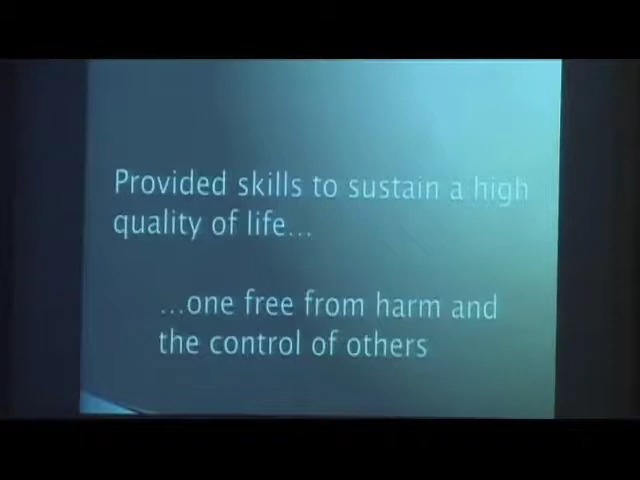 Provided skills to sustain a high
quality of life...
...one free from harm and
the control of others